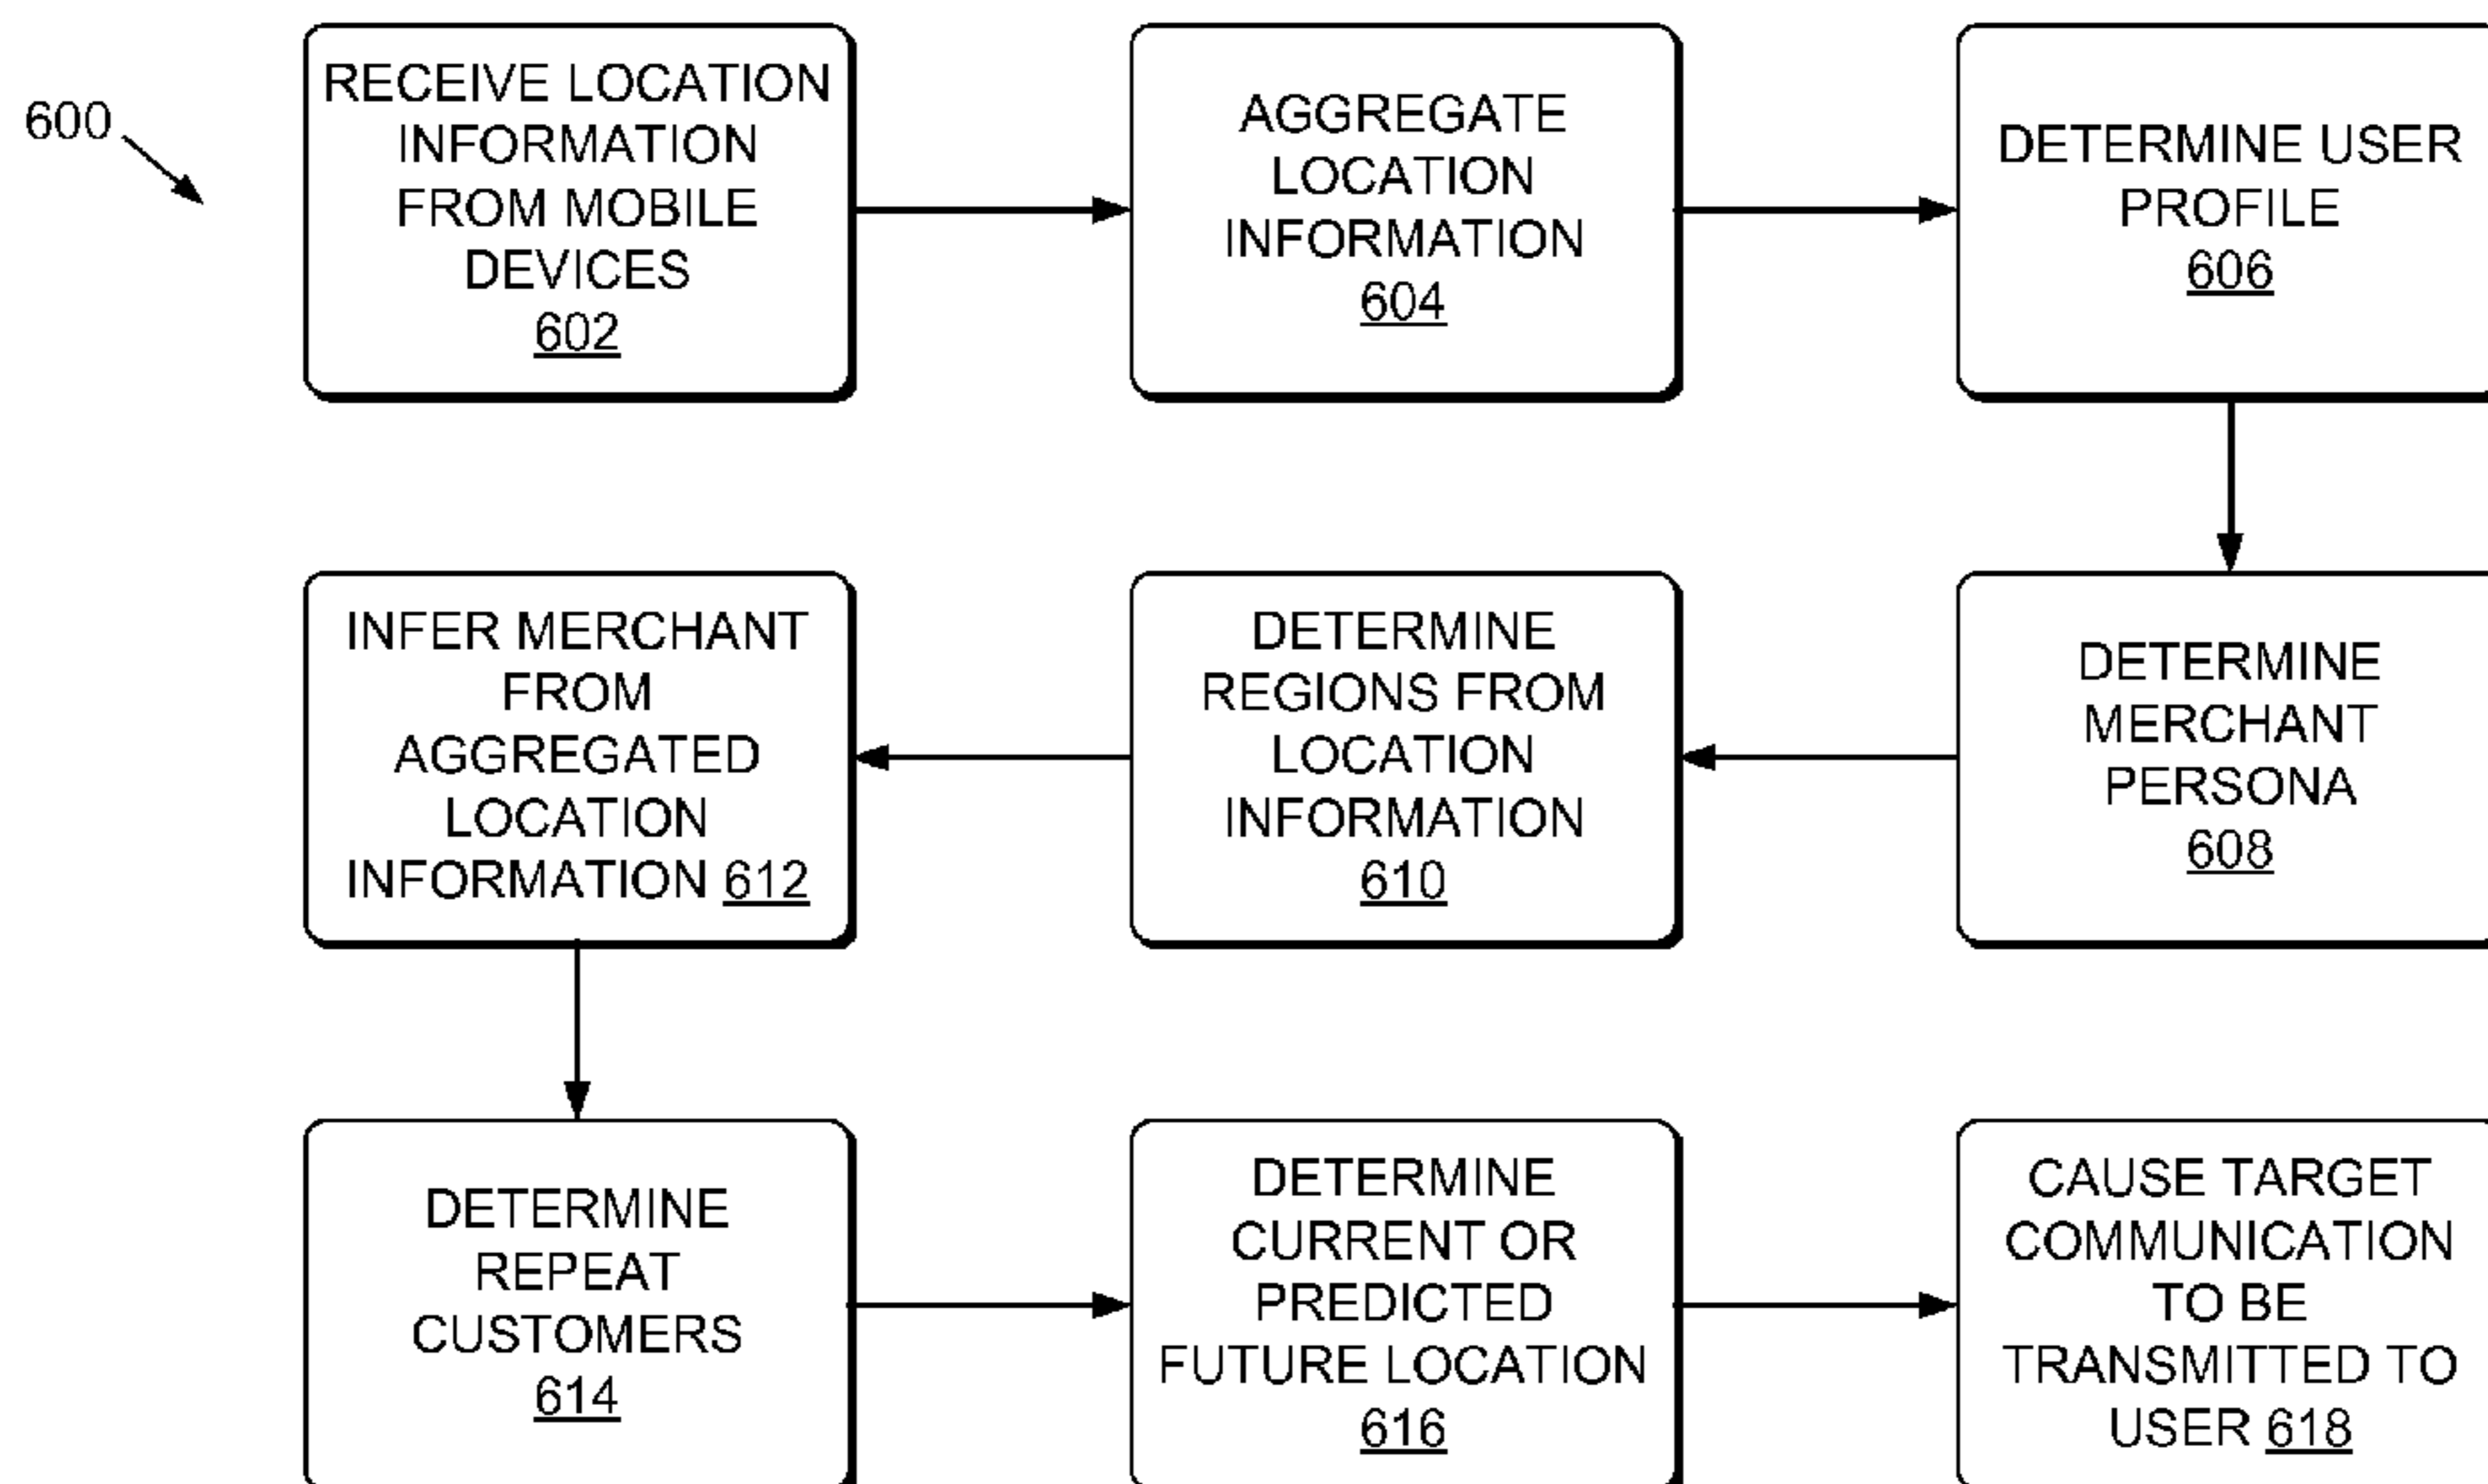 600
RECEIVE LOCATION
INFORMATION
FROM MOBILE
DEVICES
602
AGGREGATE
LOCATION
INFORMATION
604
DETERMINE USER
PROFILE
606
DETERMINE
MERCHANT
PERSONA
608
DETERMINE
REGIONS FROM
LOCATION
INFORMATION
610
INFER MERCHANT
FROM
AGGREGATED
LOCATION
INFORMATION 612
DETERMINE
REPEAT
CUSTOMERS
614
DETERMINE
CURRENT OR
PREDICTED
FUTURE LOCATION
616
CAUSE TARGET
COMMUNICATION
TO BE
TRANSMITTED TO
USER 618